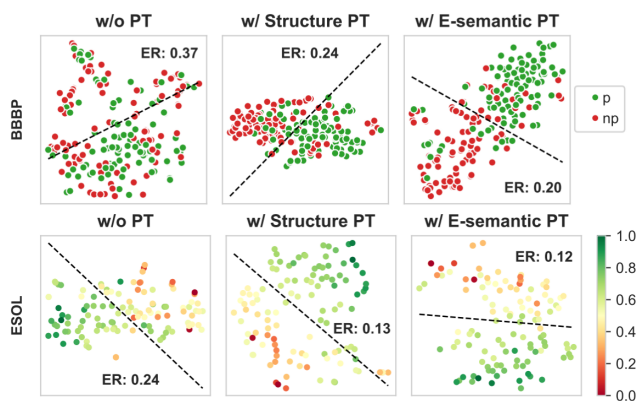 w/o PT
w/ Structure PT
w/ E-semantic PT
BBBP
ER: 0.37
ER: 0.24
ER: 0.20
p
np
w/o PT
w/ Structure PT
w/ E-semantic PT
ESOL
ER: 0.24
ER: 0.13
ER: 0.12
1.0
0.8
0.6
0.4
0.2
0.0